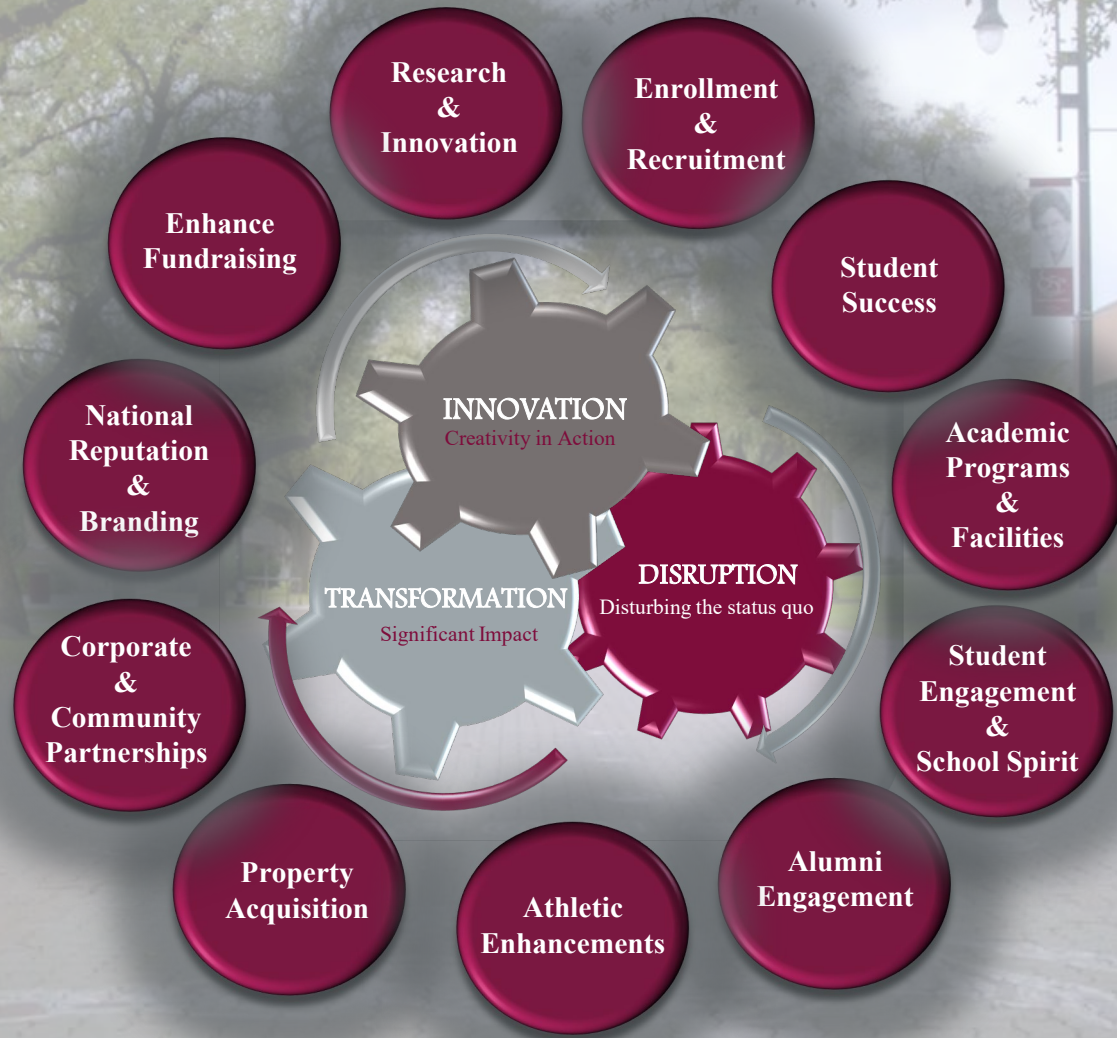 Research
&
Innovation
Enrollment
&
Recruitment
Enhance
Fundraising
Student
Success
National
Reputation
&
Branding
INNOVATION
Creativity in Action
Academic
Programs
&
Facilities
TRANSFORMATION
Significant Impact
DISRUPTION
Disturbing the status quo
Corporate
&
Community
Partnerships
Student
Engagement
&
School Spirit
Property
Acquisition
Athletic
Enhancements
Alumni
Engagement